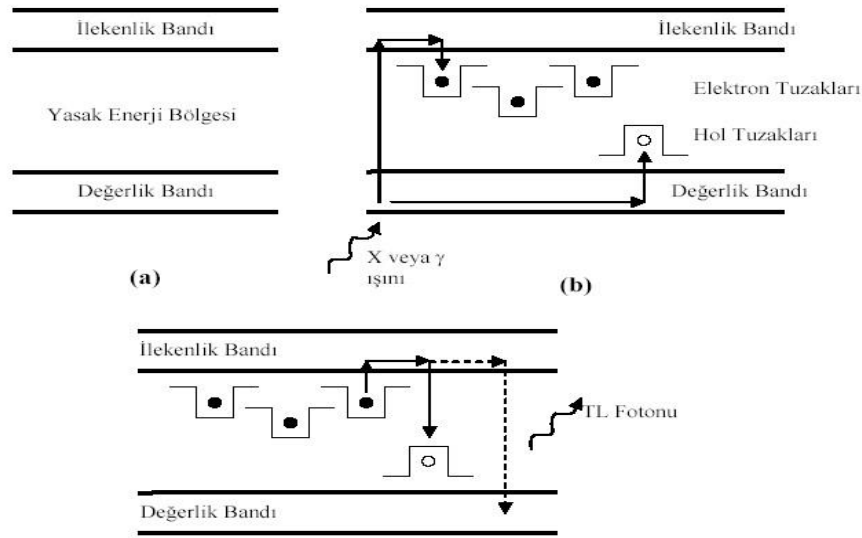 İlekenlik Bandı
Yasak Enerji Bölgesi
Değerlik Bandı
(a)
İlekenlik Bandı
Elektron Tuzakları
Hol Tuzakları
Değerlik Bandı
X veya γ
ışını
(b)
İlekenlik Bandı
TL Fotonu
Değerlik Bandı